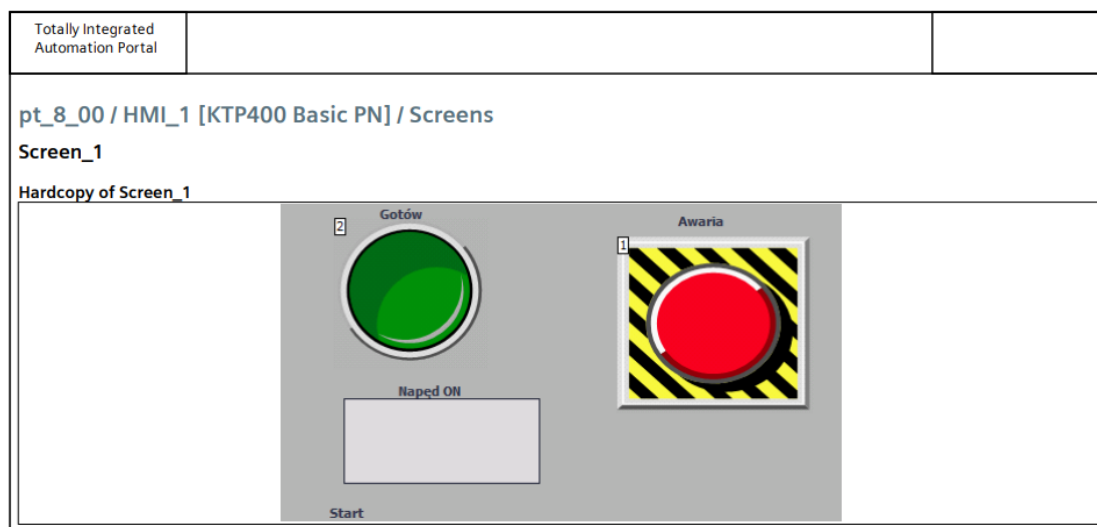 Totally Integrated
Automation Portal
pt_8_00 / HMI_1 [KTP400 Basic PN] / Screens
Screen_1
Hardcopy of Screen_1
2
Gotów
Awaria
1
Napęd ON
Start